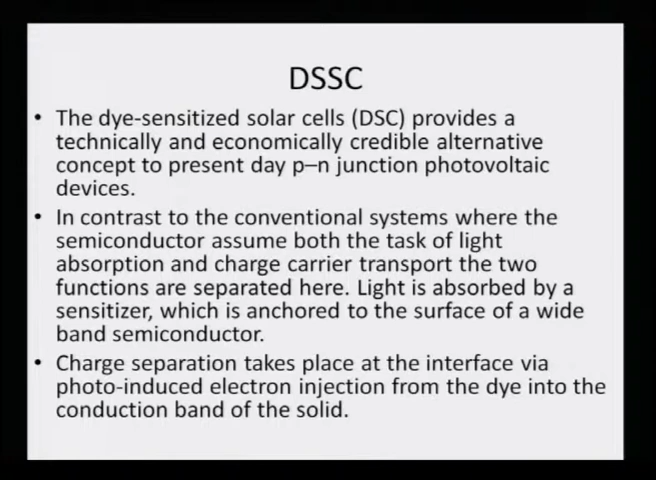 DSSC
• The dye-sensitized solar cells (DSC) provides a
technically and economically credible alternative
concept to present day p–n junction photovoltaic
devices.
• In contrast to the conventional systems where the
semiconductor assume both the task of light
absorption and charge carrier transport the two
functions are separated here. Light is absorbed by a
sensitizer, which is anchored to the surface of a wide
band semiconductor.
• Charge separation takes place at the interface via
photo-induced electron injection from the dye into the
conduction band of the solid.